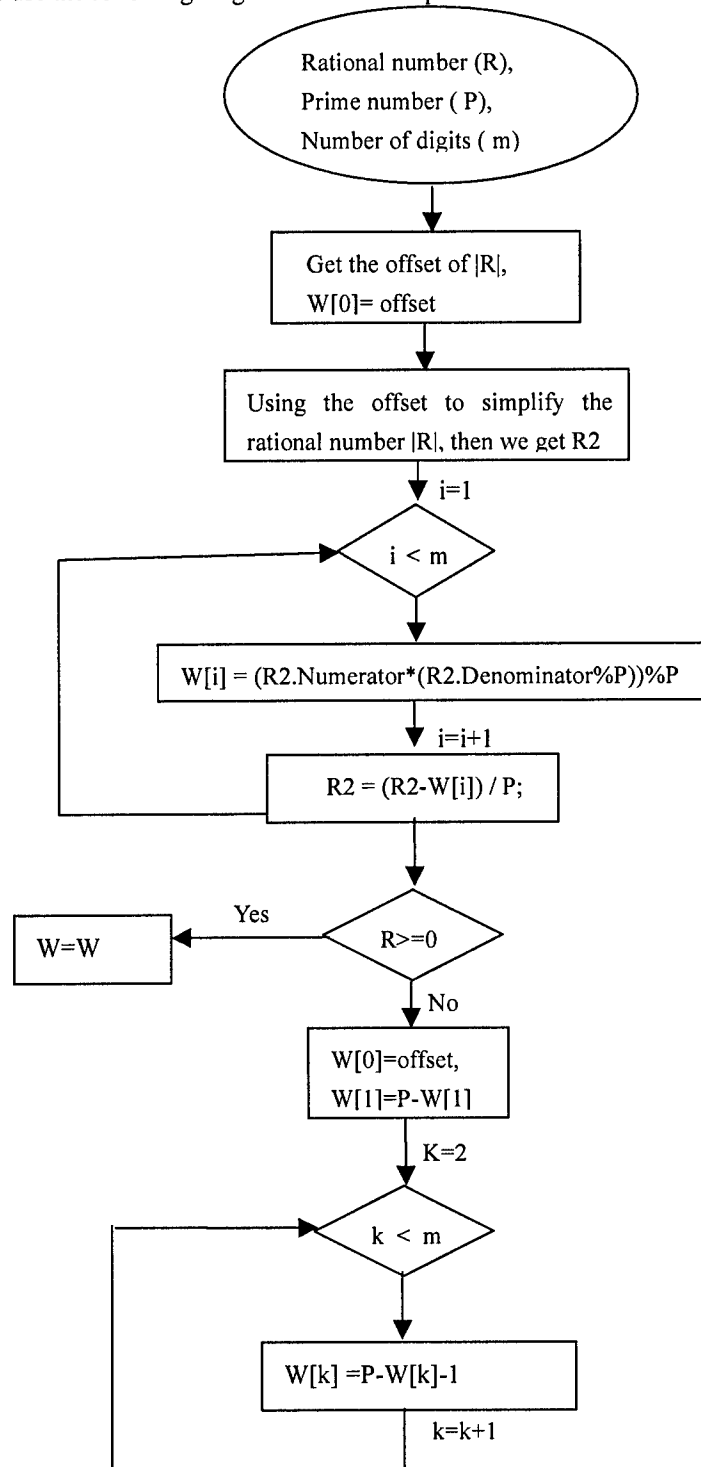 Rational number (R),
Prime number ( P),
Number of digits ( m)
Get the offset of |R|,
W[0]= offset
Using the offset to simplify the
rational number |R|, then we get R2
i=1
i < m
W[i] = (R2.Numerator*(R2.Denominator%P))%P
i=i+1
R2 = (R2-W[i]) / P;
Yes
R>=0
W=W
No
W[0]=offset,
W[1]=P-W[1]
K=2
k < m
W[k] =P-W[k]-1
k=k+1